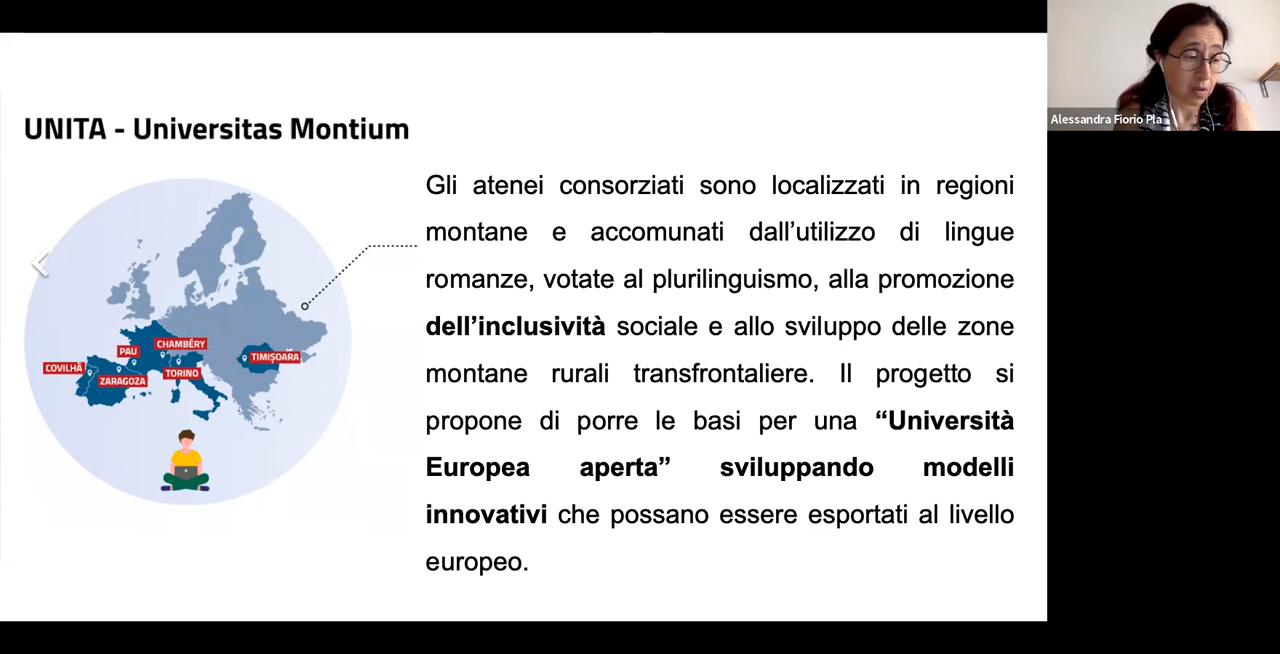 UNITA - Universitas Montium
Gli atenei consorziati sono localizzati in regioni
montane e accomunati dall’utilizzo di lingue
romanze, votate al plurilinguismo, alla promozione
dell’inclusività sociale e allo sviluppo delle zone
montane rurali transfrontaliere. Il progetto si
propone di porre le basi per una “Università
Europea aperta” sviluppando modelli
innovativi che possano essere esportati al livello
europeo.
CHAMBÉRY
PAU
TIMIȘOARA
COVILHÃ
TORINO
ZARAGOZA
Alessandra Fiorio Pla